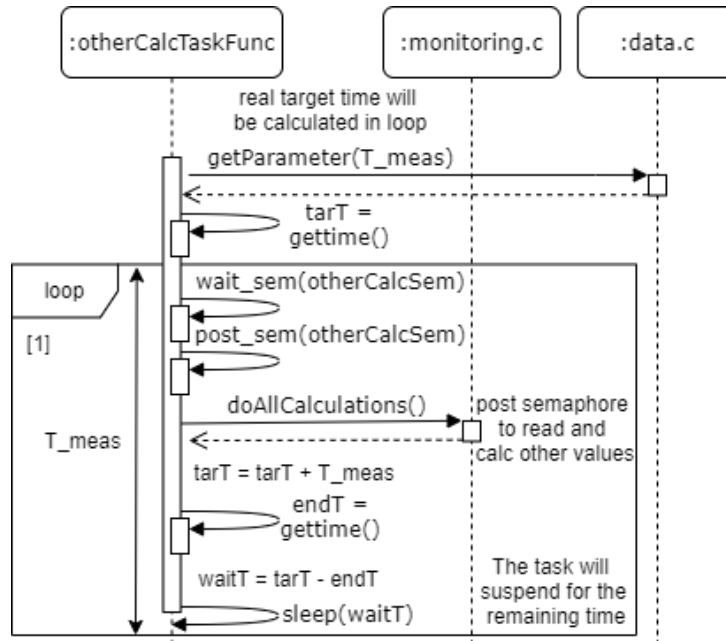 :otherCalcTaskFunc
:monitoring.c
:data.c
real target time will
be calculated in loop
getParameter(T_meas)
tarT =
gettime()
loop
wait_sem(otherCalcSem)
[1]
post_sem(otherCalcSem)
doAllCalculations()
post semaphore
to read and
calc other values
T_meas
tarT = tarT + T_meas
endT =
gettime()
waitT = tarT - endT
The task will
suspend for the
remaining time
sleep(waitT)